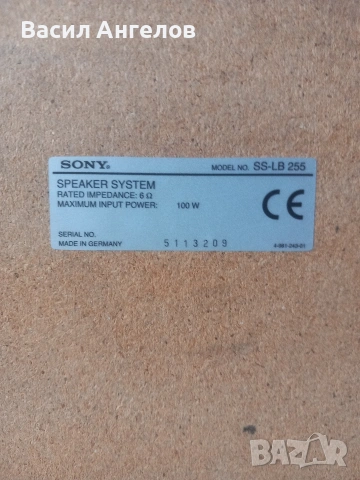 Васил Ангелов
SONY® MODEL NO. SS-LB 255
SPEAKER SYSTEM
RATED IMPEDANCE: 6 Ω
MAXIMUM INPUT POWER: 100 W
CE
SERIAL NO.
MADE IN GERMANY 5113209
BAZAR